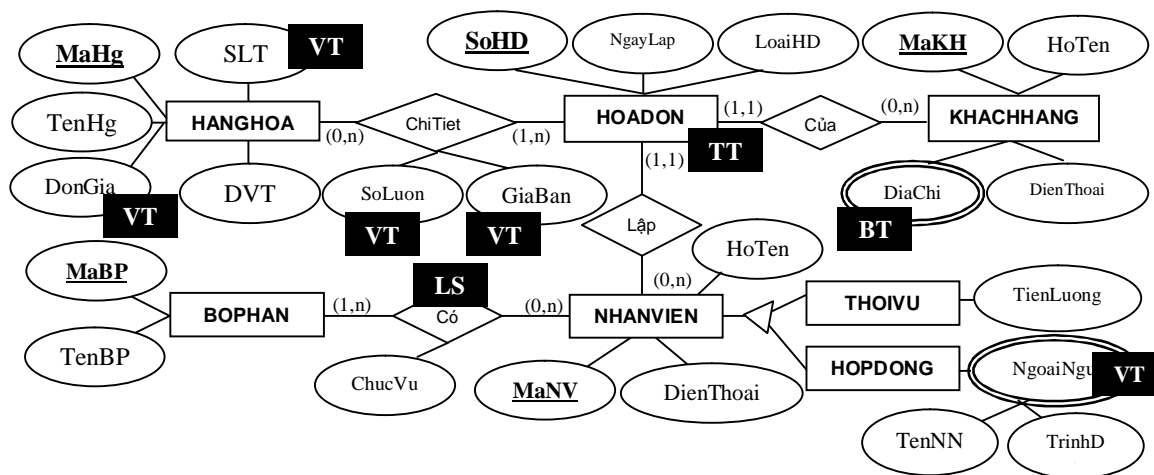 MaHg
SLT
VT
SoHD
NgayLap
LoaiHD
MaKH
HoTen
TenHg
HANGHOA
(0,n)
ChiTiet
(1,n)
HOADON
(1,1)
Của
(0,n)
KHACHHANG
TT
(1,1)
DonGia
VT
DVT
SoLuon
VT
GiaBan
VT
DiaChi
BT
DienThoai
Lập
MaBP
LS
(0,n)
HoTen
BOPHAN
(1,n)
Có
(0,n)
NHANVIEN
THOIVU
TienLuong
TenBP
ChucVu
MaNV
DienThoai
HOPDONG
NgoaiNgu
VT
TenNN
TrinhD